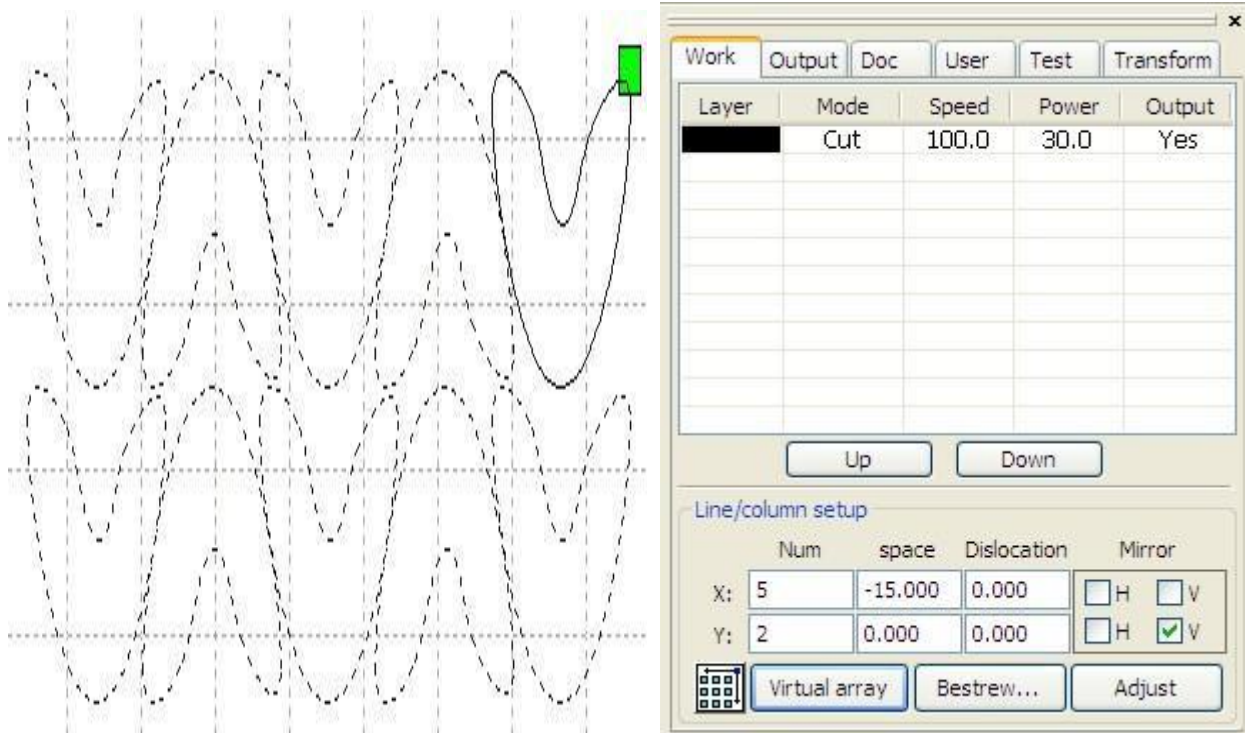 Work Output Doc User Test Transform
Layer Mode Speed Power Output
Cut 100.0 30.0 Yes
Up Down
Line/column setup
Num space Dislocation Mirror
X: 5 -15.000 0.000 H V
Y: 2 0.000 0.000 H V
Virtual array Bestrew... Adjust